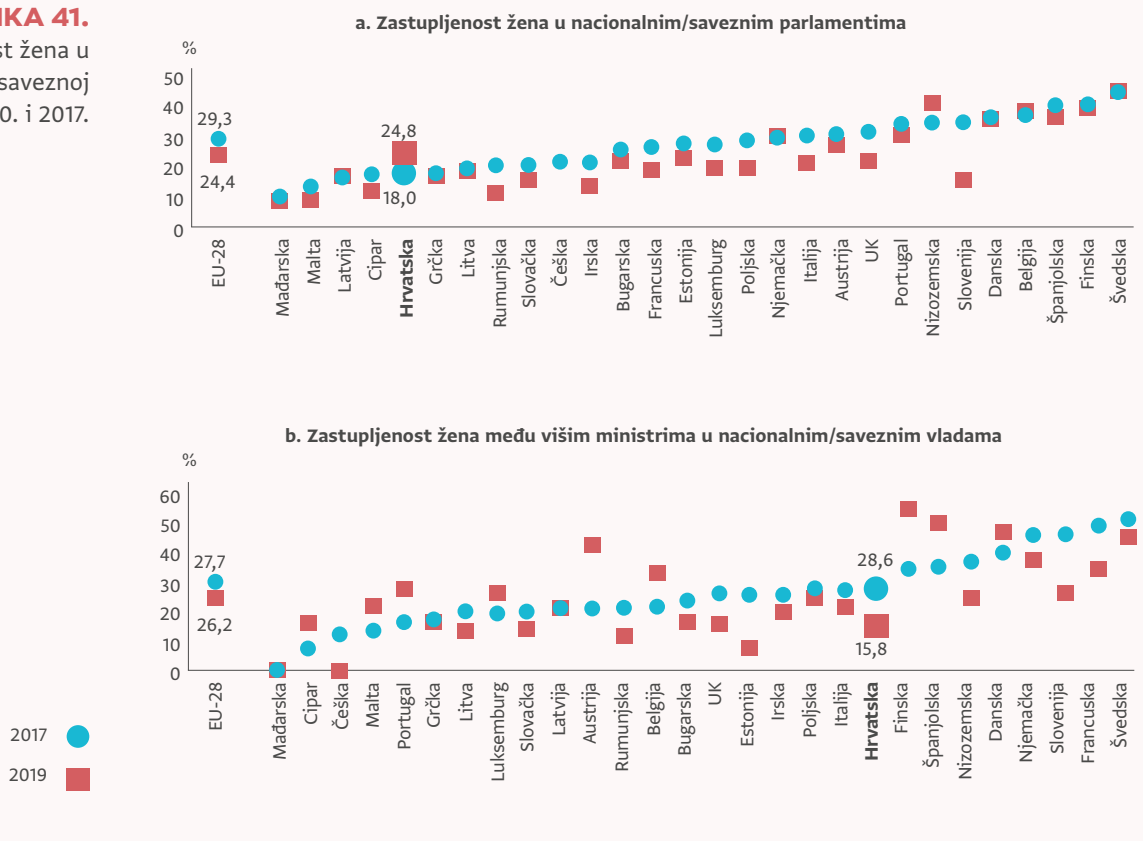 IKA 41.
st žena u
saveznoj
0. i 2017.
a. Zastupljenost žena u nacionalnim/saveznim parlamentima
%
50
40
30
20
10
0
29,3
24,4
24,8
18,0
EU-28
Mađarska
Malta
Latvija
Cipar
Hrvatska
Grčka
Litva
Rumunjska
Slovačka
Češka
Irska
Bugarska
Francuska
Estonija
Luksemburg
Poljska
Njemačka
Italija
Austrija
UK
Portugal
Nizozemska
Slovenija
Danska
Belgija
Španjolska
Finska
Švedska
b. Zastupljenost žena među višim ministrima u nacionalnim/saveznim vladama
%
60
50
40
30
20
10
0
27,7
26,2
28,6
15,8
EU-28
Mađarska
Cipar
Češka
Malta
Portugal
Grčka
Litva
Luksemburg
Slovačka
Latvija
Austrija
Rumunjska
Belgija
Bugarska
UK
Estonija
Irska
Poljska
Italija
Hrvatska
Finska
Španjolska
Nizozemska
Danska
Njemačka
Slovenija
Francuska
Švedska
2017
2019